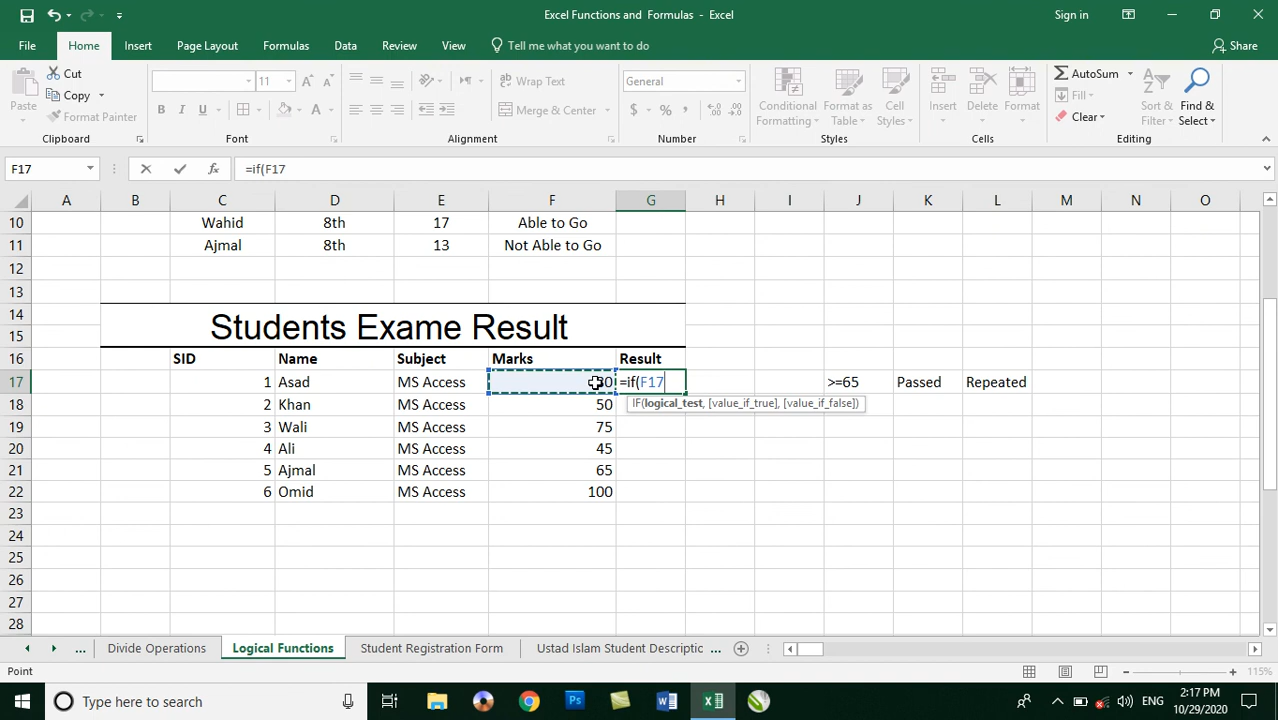 Excel Functions and Formulas - Excel
Sign in
File Home Insert Page Layout Formulas Data Review View Tell me what you want to do Share
Paste Cut Copy Format Painter
11
Wrap Text Merge & Center
General
$ % ,
Conditional Formatting Format as Table Cell Styles
Insert Delete Format
AutoSum Fill Clear
Sort & Filter Find & Select
Clipboard Font Alignment Number Styles Cells Editing
F17 fx =if(F17
A B C D E F G H I J K L M N O
10 Wahid 8th 17 Able to Go
11 Ajmal 8th 13 Not Able to Go
12
13
14
Students Exame Result
15
16 SID Name Subject Marks Result
17 1 Asad MS Access =if(F17 >=65 Passed Repeated
IF(logical_test, [value_if_true], [value_if_false])
18 2 Khan MS Access 50
19 3 Wali MS Access 75
20 4 Ali MS Access 45
21 5 Ajmal MS Access 65
22 6 Omid MS Access 100
23
24
25
26
27
28
... Divide Operations Logical Functions Student Registration Form Ustad Islam Student Descriptic ...
Point 115%
Type here to search
ENG 2:17 PM
10/29/2020